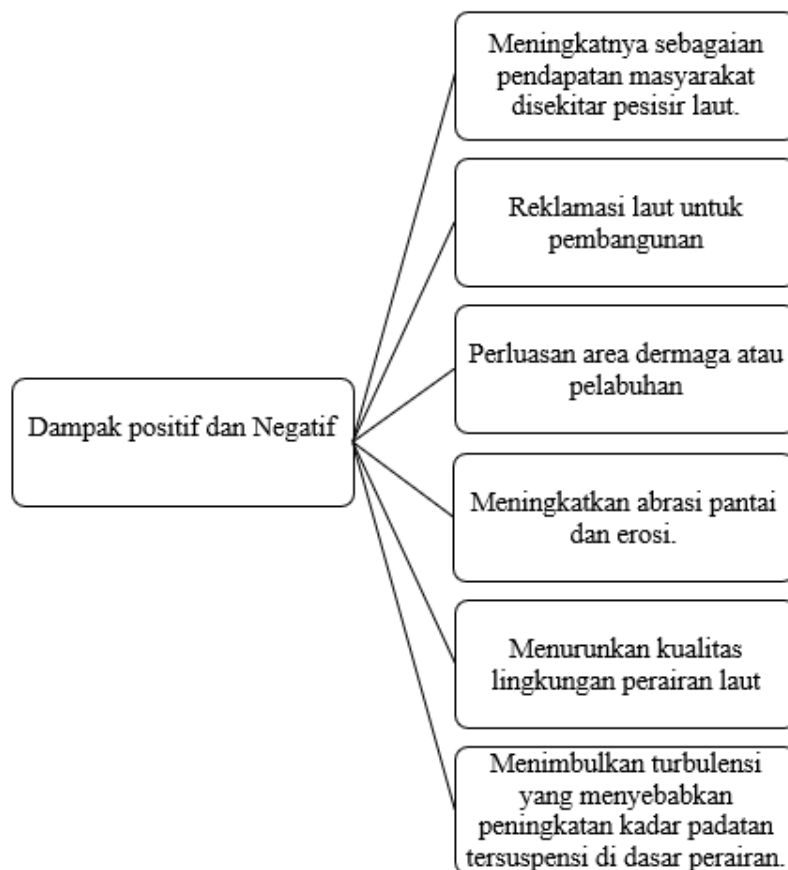 Meningkatnya sebagaian
pendapatan masyarakat
disekitar pesisir laut.
Reklamasi laut untuk
pembangunan
Perluasan area dermaga atau
pelabuhan
Dampak positif dan Negatif
Meningkatkan abrasi pantai
dan erosi.
Menurunkan kualitas
lingkungan perairan laut
Menimbulkan turbulensi
yang menyebabkan
peningkatan kadar padatan
tersuspensi di dasar perairan.